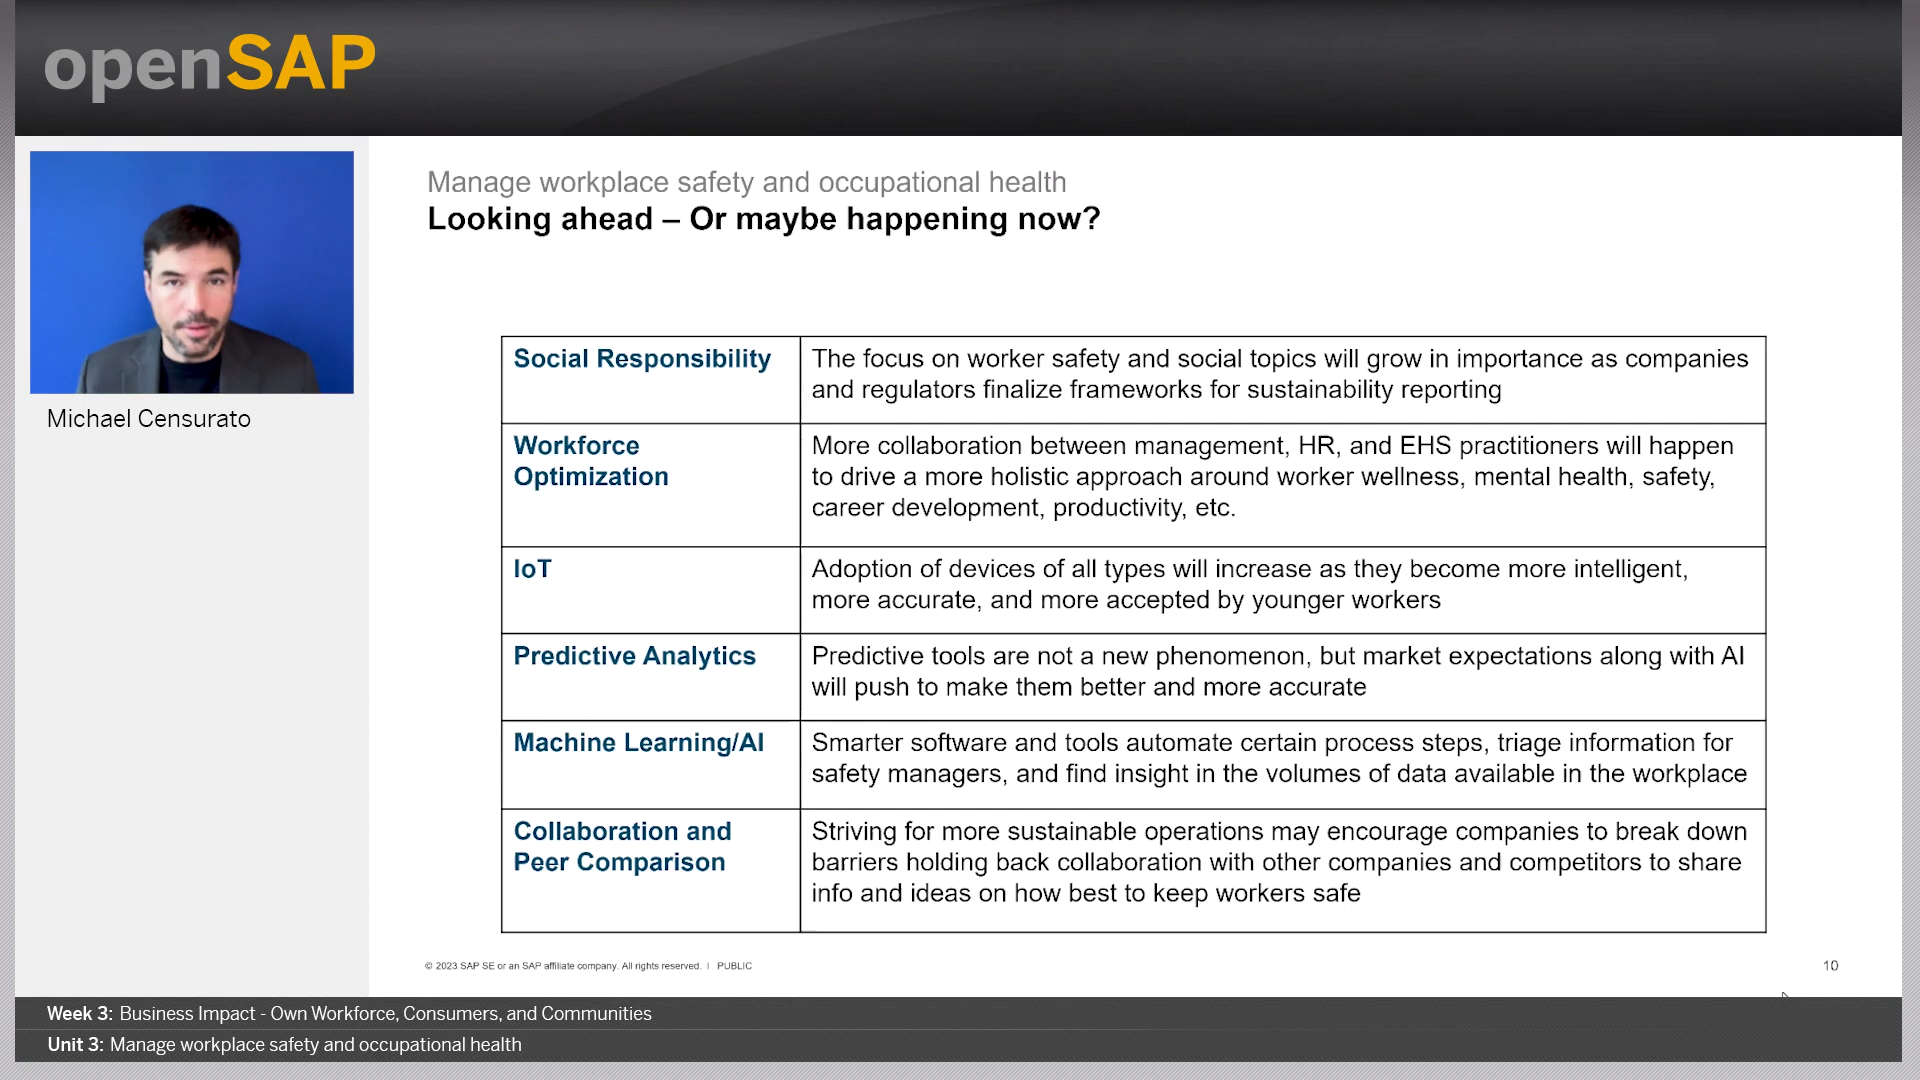 openSAP
Michael Censurato
Manage workplace safety and occupational health
Looking ahead – Or maybe happening now?
Social Responsibility
The focus on worker safety and social topics will grow in importance as companies
and regulators finalize frameworks for sustainability reporting
Workforce
Optimization
More collaboration between management, HR, and EHS practitioners will happen
to drive a more holistic approach around worker wellness, mental health, safety,
career development, productivity, etc.
IoT
Adoption of devices of all types will increase as they become more intelligent,
more accurate, and more accepted by younger workers
Predictive Analytics
Predictive tools are not a new phenomenon, but market expectations along with AI
will push to make them better and more accurate
Machine Learning/AI
Smarter software and tools automate certain process steps, triage information for
safety managers, and find insight in the volumes of data available in the workplace
Collaboration and
Peer Comparison
Striving for more sustainable operations may encourage companies to break down
barriers holding back collaboration with other companies and competitors to share
info and ideas on how best to keep workers safe
© 2023 SAP SE or an SAP affiliate company. All rights reserved. I PUBLIC
10
Week 3: Business Impact - Own Workforce, Consumers, and Communities
Unit 3: Manage workplace safety and occupational health